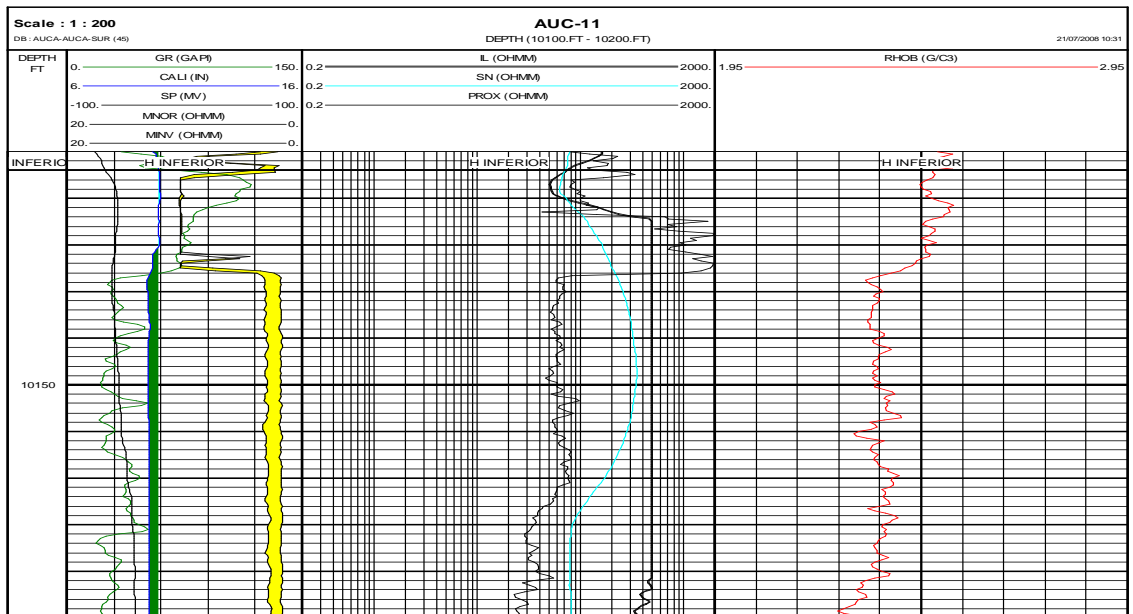 Scale : 1 : 200
AUC-11
DB : AUCA-AUCA-SUR (45)
DEPTH (10100.FT - 10200.FT)
21/07/2008 10:31
DEPTH
FT
0. GR (GAPI) 150.
6. CALI (IN) 16.
-100. SP (MV) 100.
20. MNOR (OHMM) 0.
20. MINV (OHMM) 0.
0.2 IL (OHMM) 2000.
0.2 SN (OHMM) 2000.
0.2 PROX (OHMM) 2000.
1.95 RHOB (G/C3) 2.95
INFERIO H INFERIOR H INFERIOR H INFERIOR
10150